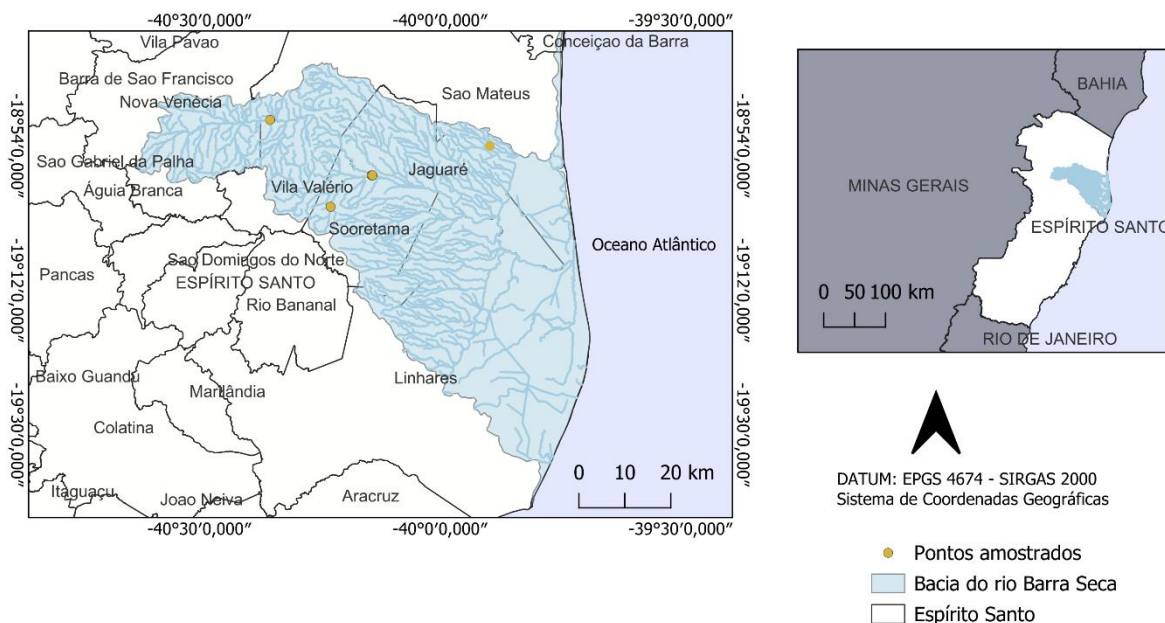 -40°30′0,000″ -40°0′0,000″ -39°30′0,000″
Vila Pavao
Conceiçao da Barra
Barra de Sao Francisco
Nova Venécia
Sao Mateus
-18°54′0,000″
-18°54′0,000″
Sao Gabriel da Palha
Jaguaré
Águia Branca
Vila Valério
Sooretama
Oceano Atlântico
Sao Domingos do Norte
Pancas
ESPÍRITO SANTO
Rio Bananal
-19°12′0,000″
-19°12′0,000″
Baixo Guandu
Linhares
Marilândia
Colatina
-19°30′0,000″
-19°30′0,000″
0 10 20 km
Itaguaçu
Joao Neiva
Aracruz
-40°30′0,000″ -40°0′0,000″ -39°30′0,000″
BAHIA
MINAS GERAIS
ESPÍRITO SANTO
0 50 100 km
RIO DE JANEIRO
DATUM: EPGS 4674 - SIRGAS 2000
Sistema de Coordenadas Geográficas
Pontos amostrados
Bacia do rio Barra Seca
Espírito Santo